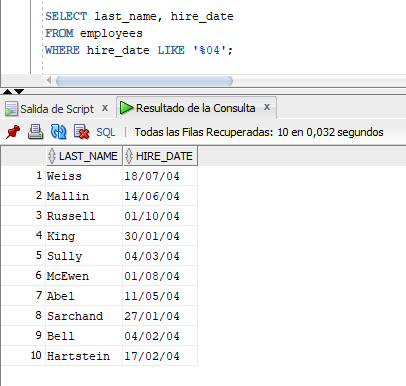 SELECT last_name, hire_date
FROM employees
WHERE hire_date LIKE '%04';
Salida de Script x Resultado de la Consulta x
SQL | Todas las Filas Recuperadas: 10 en 0,032 segundos
LAST_NAME HIRE_DATE
1 Weiss 18/07/04
2 Mallin 14/06/04
3 Russell 01/10/04
4 King 30/01/04
5 Sully 04/03/04
6 McEwen 01/08/04
7 Abel 11/05/04
8 Sarchand 27/01/04
9 Bell 04/02/04
10 Hartstein 17/02/04